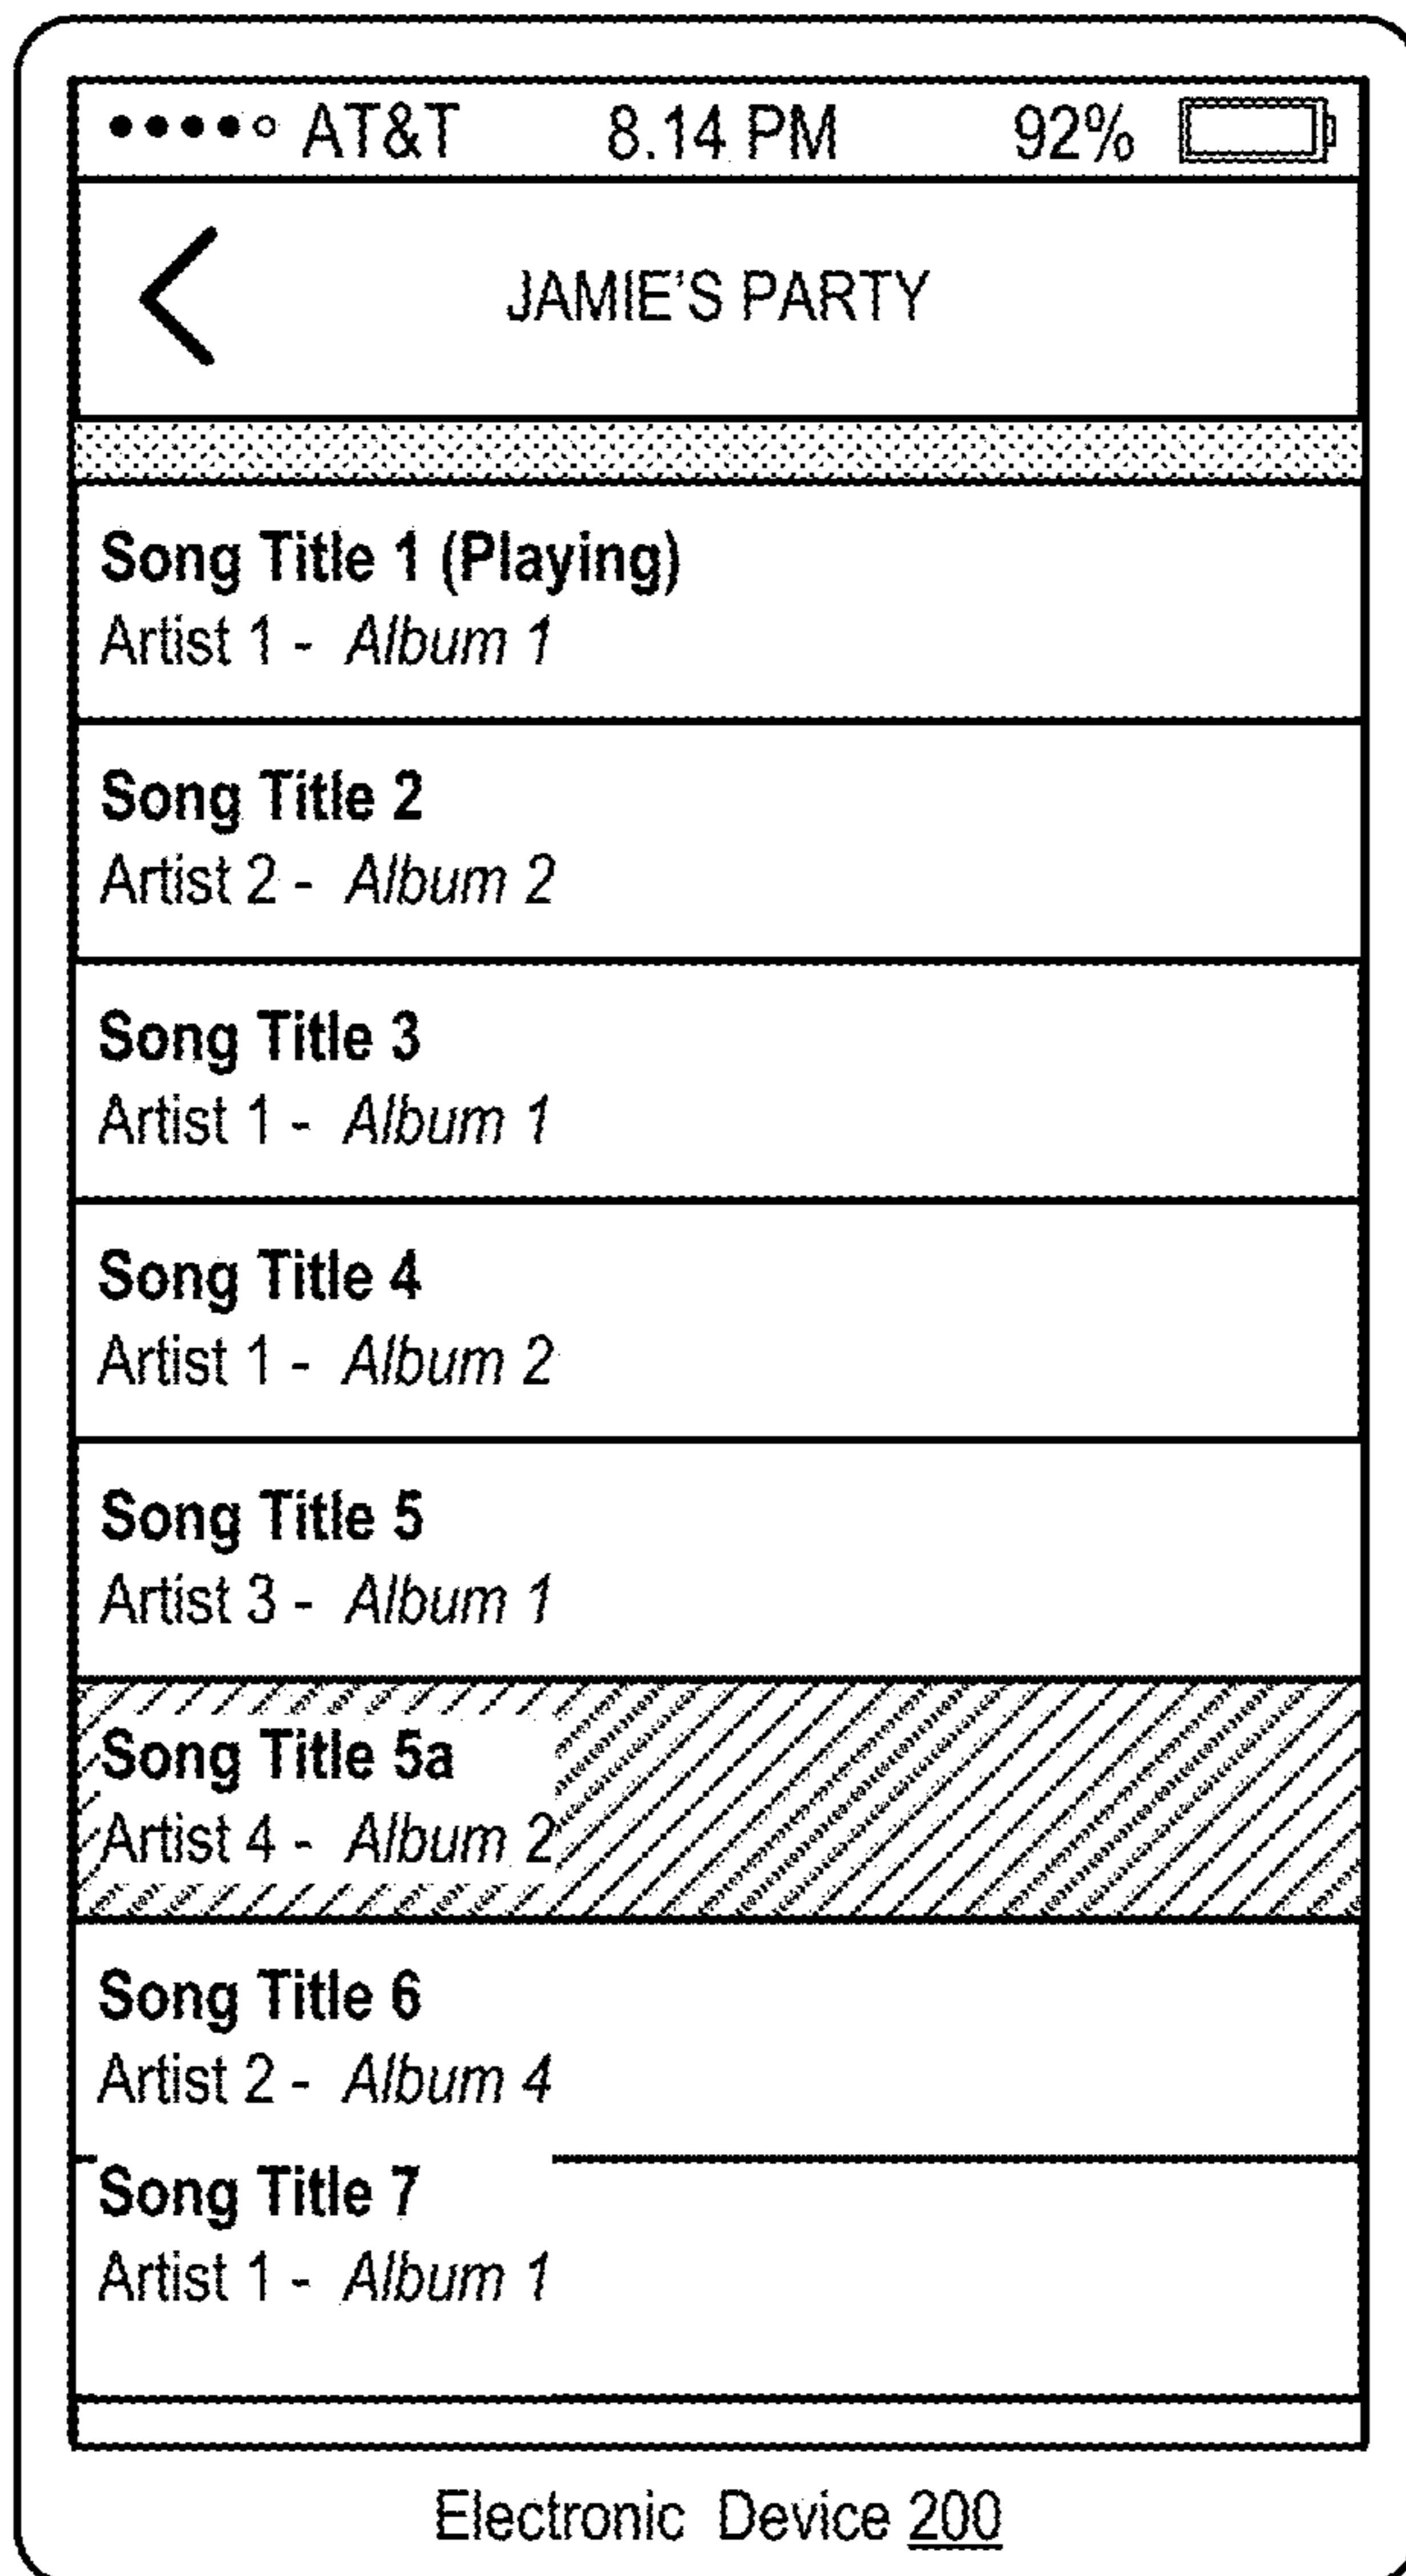 AT&T 8.14 PM 92%
JAMIE'S PARTY
Song Title 1 (Playing)
Artist 1 - Album 1
Song Title 2
Artist 2 - Album 2
Song Title 3
Artist 1 - Album 1
Song Title 4
Artist 1 - Album 2
Song Title 5
Artist 3 - Album 1
Song Title 5a
Artist 4 - Album 2
Song Title 6
Artist 2 - Album 4
Song Title 7
Artist 1 - Album 1
Electronic Device 200